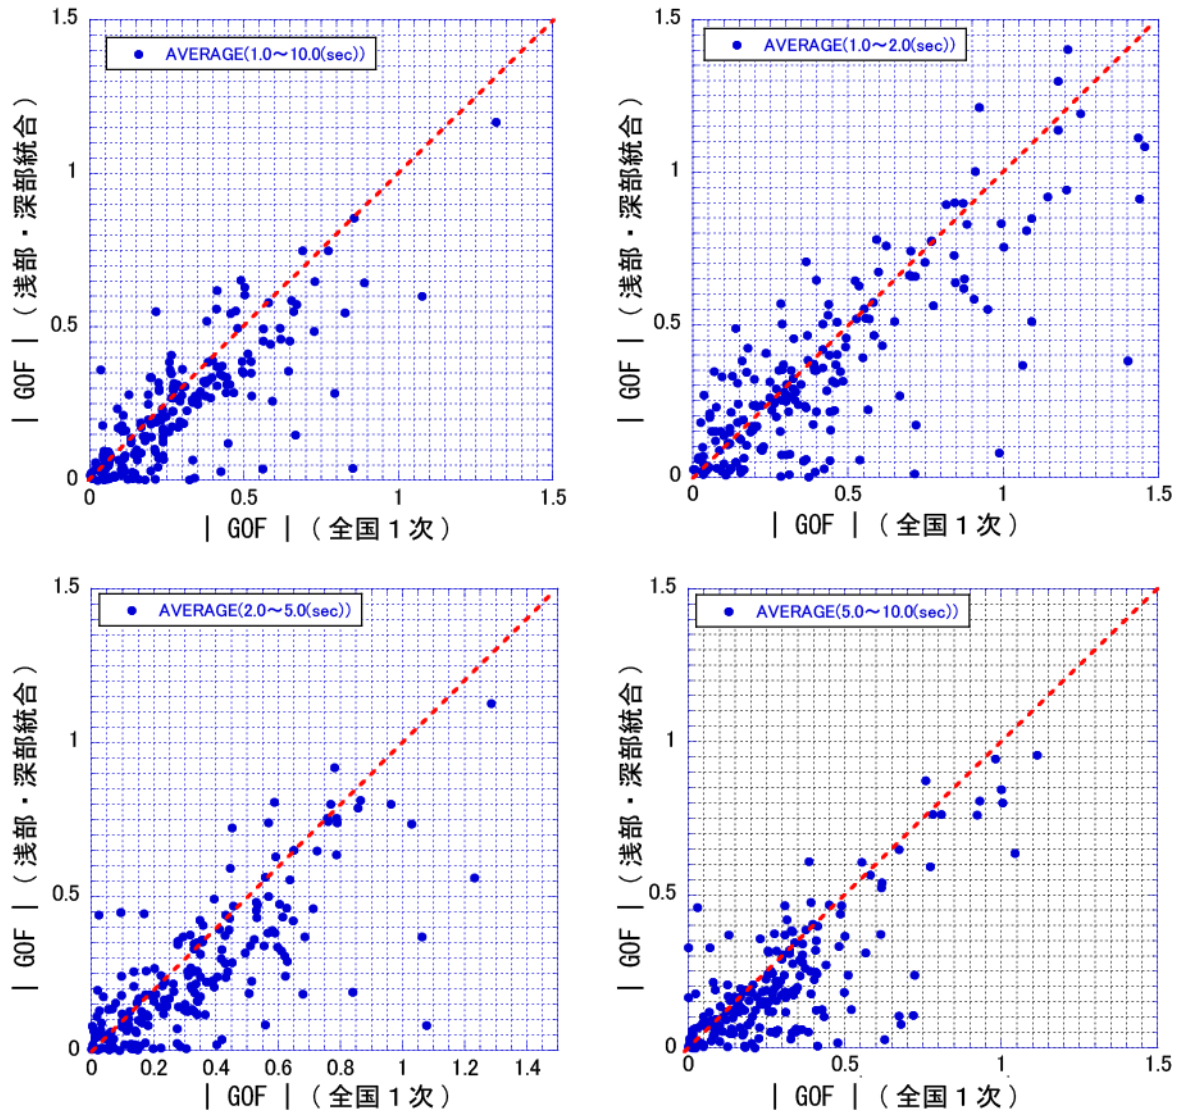 AVERAGE(1.0～10.0(sec))
1.5
1
0.5
0
0 0.5 1 1.5
| GOF | (浅部・深部統合)
| GOF | (全国1次)
AVERAGE(1.0～2.0(sec))
1.5
1
0.5
0
0 0.5 1 1.5
| GOF | (浅部・深部統合)
| GOF | (全国1次)
AVERAGE(2.0～5.0(sec))
1.5
1
0.5
0
0 0.2 0.4 0.6 0.8 1 1.2 1.4
| GOF | (浅部・深部統合)
| GOF | (全国1次)
AVERAGE(5.0～10.0(sec))
1.5
1
0.5
0
0 0.5 1 1.5
| GOF | (浅部・深部統合)
| GOF | (全国1次)